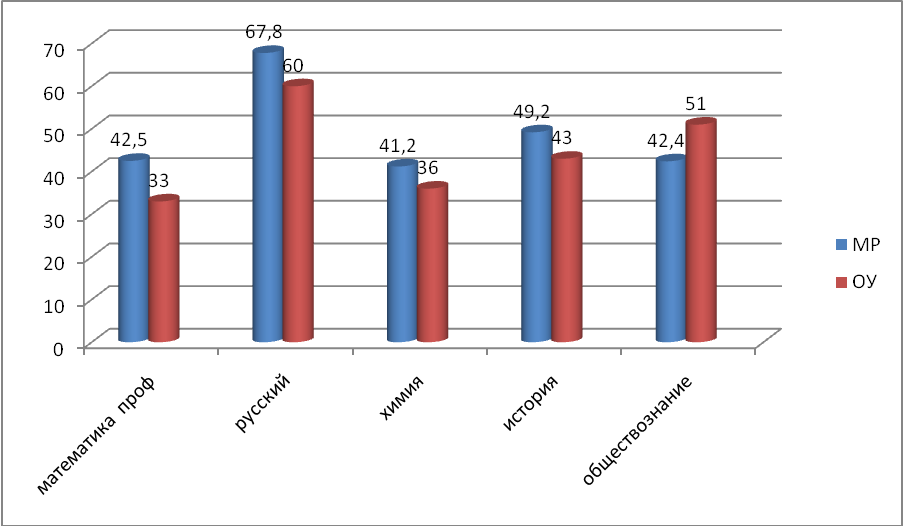 70
60
50
40
30
20
10
0
67,8
60
42,5
33
41,2
36
49,2
43
42,4
51
математика проф
русский
химия
история
обществознание
МР
ОУ